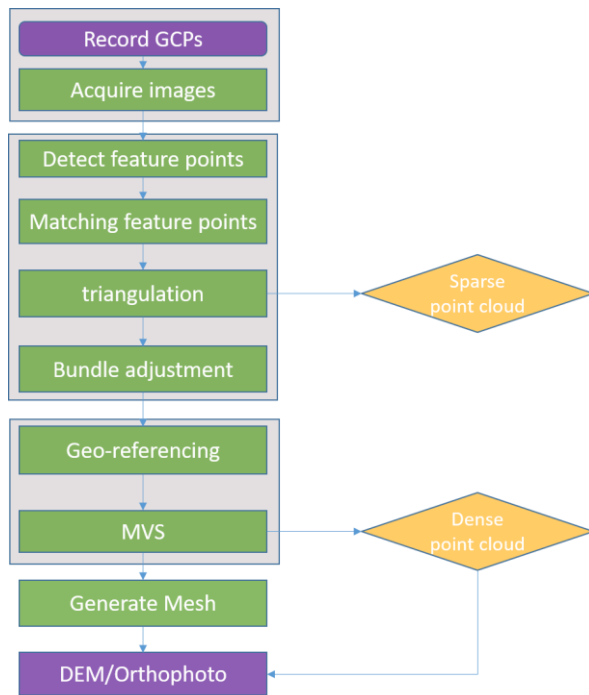 Record GCPs
Acquire images
Detect feature points
Matching feature points
triangulation
Sparse
point cloud
Bundle adjustment
Geo-referencing
MVS
Dense
point cloud
Generate Mesh
DEM/Orthophoto